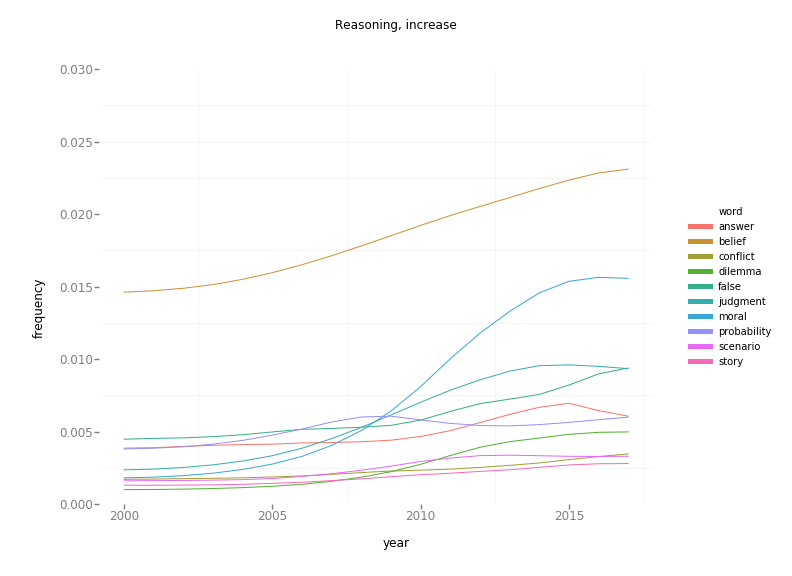 Reasoning, increase
0.030
0.025
0.020
0.015
0.010
0.005
0.000
frequency
2000
2005
2010
2015
year
word
answer
belief
conflict
dilemma
false
judgment
moral
probability
scenario
story